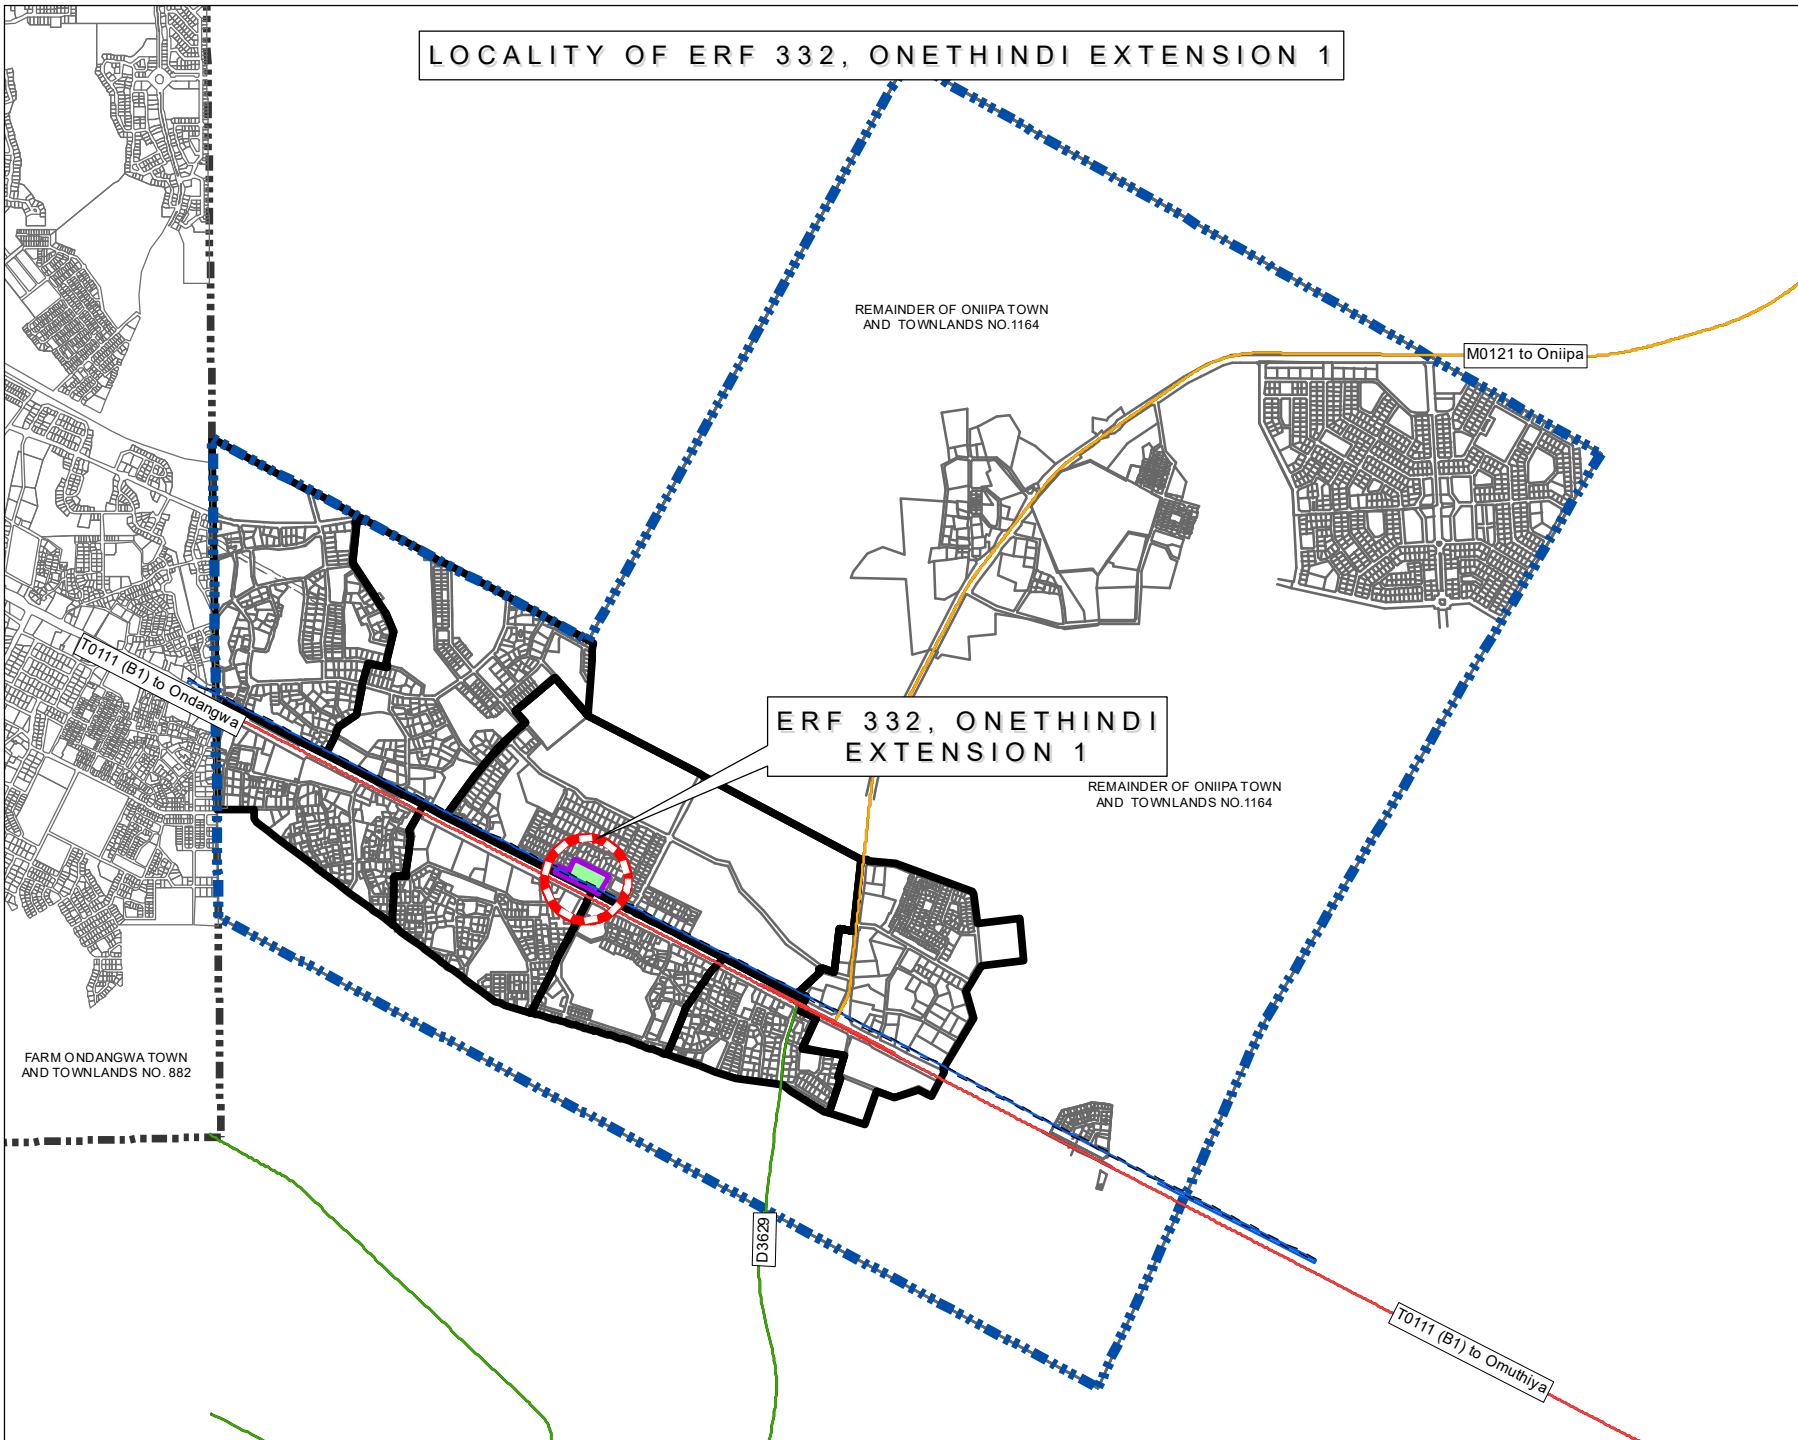 LOCALITY OF ERF 332, ONETHINDI EXTENSION 1
REMAINDER OF ONIIPA TOWN
AND TOWNLANDS NO.1164
M0121 to Oniipa
T0111 (B1) to Ondangwa
ERF 332, ONETHINDI
EXTENSION 1
REMAINDER OF ONIIPA TOWN
AND TOWNLANDS NO.1164
FARM ONDANGWA TOWN
AND TOWNLANDS NO. 882
D3629
T0111 (B1) to Omuthiya